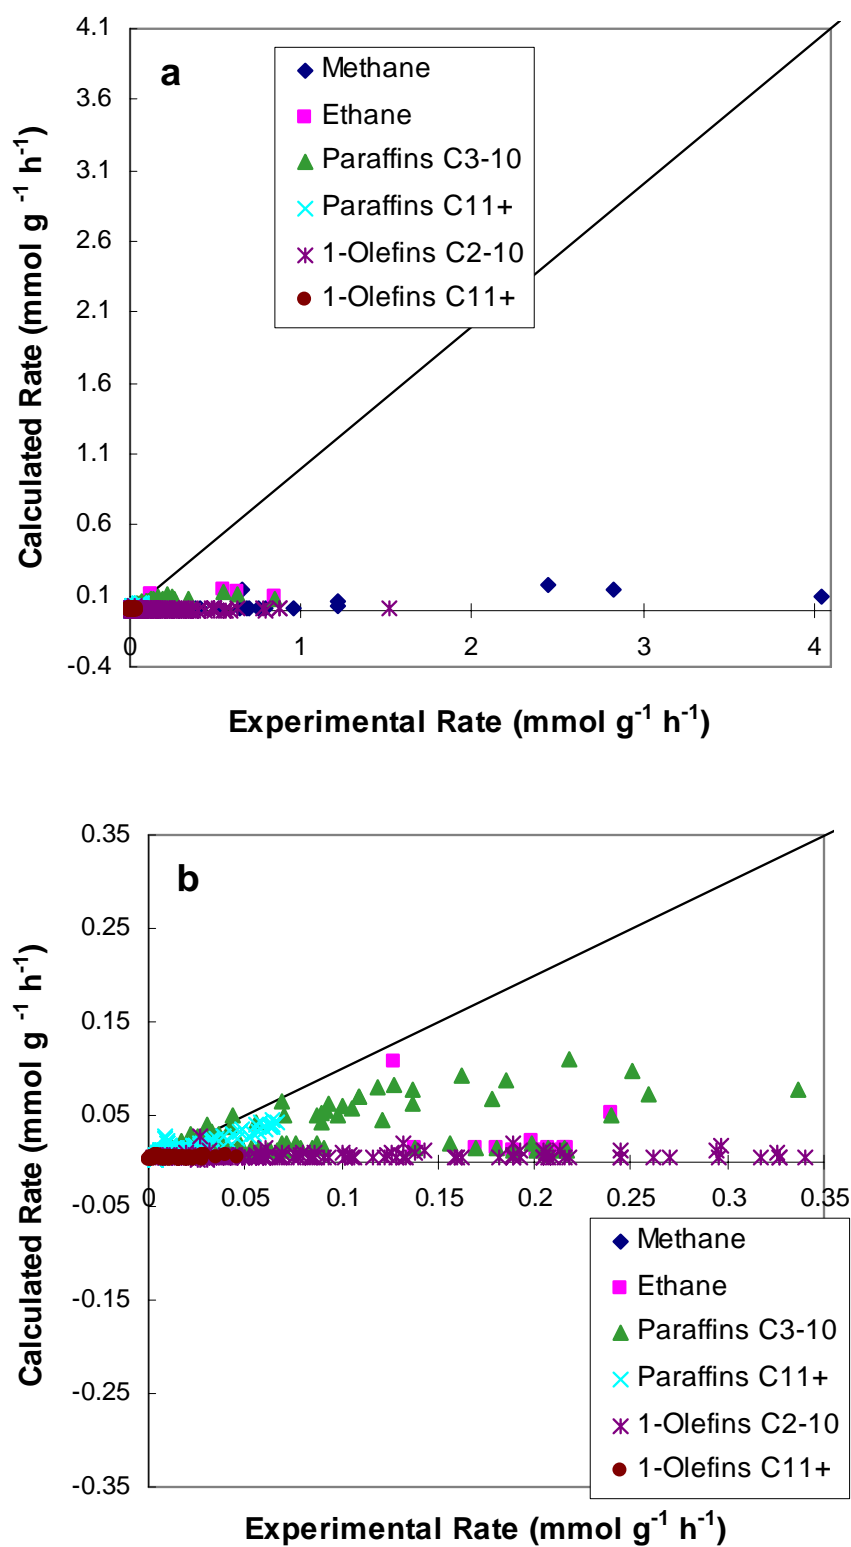 4.1
3.6
3.1
2.6
2.1
1.6
1.1
0.6
0.1
-0.4
Calculated Rate (mmol g -1 h-1)
a
Methane
Ethane
Paraffins C3-10
Paraffins C11+
1-Olefins C2-10
1-Olefins C11+
0 1 2 3 4
Experimental Rate (mmol g-1 h-1)
0.35
0.25
0.15
0.05
-0.05
-0.15
-0.25
-0.35
Calculated Rate (mmol g -1 h-1)
b
0 0.05 0.1 0.15 0.2 0.25 0.3 0.35
Methane
Ethane
Paraffins C3-10
Paraffins C11+
1-Olefins C2-10
1-Olefins C11+
Experimental Rate (mmol g-1 h-1)